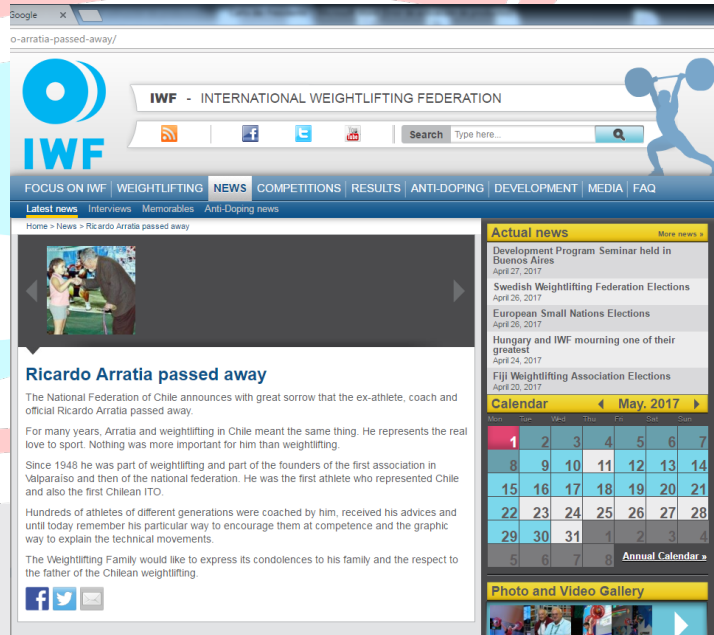 Google
o-arratia-passed-away/
IWF
IWF - INTERNATIONAL WEIGHTLIFTING FEDERATION
Search Type here...
FOCUS ON IWF WEIGHTLIFTING NEWS COMPETITIONS RESULTS ANTI-DOPING DEVELOPMENT MEDIA FAQ
Latest news Interviews Memorables Anti-Doping news
Home > News > Ricardo Arratia passed away
Ricardo Arratia passed away
The National Federation of Chile announces with great sorrow that the ex-athlete, coach and
official Ricardo Arratia passed away.
For many years, Arratia and weightlifting in Chile meant the same thing. He represents the real
love to sport. Nothing was more important for him than weightlifting.
Since 1948 he was part of weightlifting and part of the founders of the first association in
Valparaíso and then of the national federation. He was the first athlete who represented Chile
and also the first Chilean ITO.
Hundreds of athletes of different generations were coached by him, received his advices and
until today remember his particular way to encourage them at competence and the graphic
way to explain the technical movements.
The Weightlifting Family would like to express its condolences to his family and the respect to
the father of the Chilean weightlifting.
Actual news More news »
Development Program Seminar held in
Buenos Aires
April 27, 2017
Swedish Weightlifting Federation Elections
April 26, 2017
European Small Nations Elections
April 26, 2017
Hungary and IWF mourning one of their
greatest
April 24, 2017
Fiji Weightlifting Association Elections
April 20, 2017
Calendar May. 2017
Mon Tue Wed Thu Fri Sat Sun
1 2 3 4 5 6 7
8 9 10 11 12 13 14
15 16 17 18 19 20 21
22 23 24 25 26 27 28
29 30 31 1 2 3 4
5 6 7 8 Annual Calendar »
Photo and Video Gallery